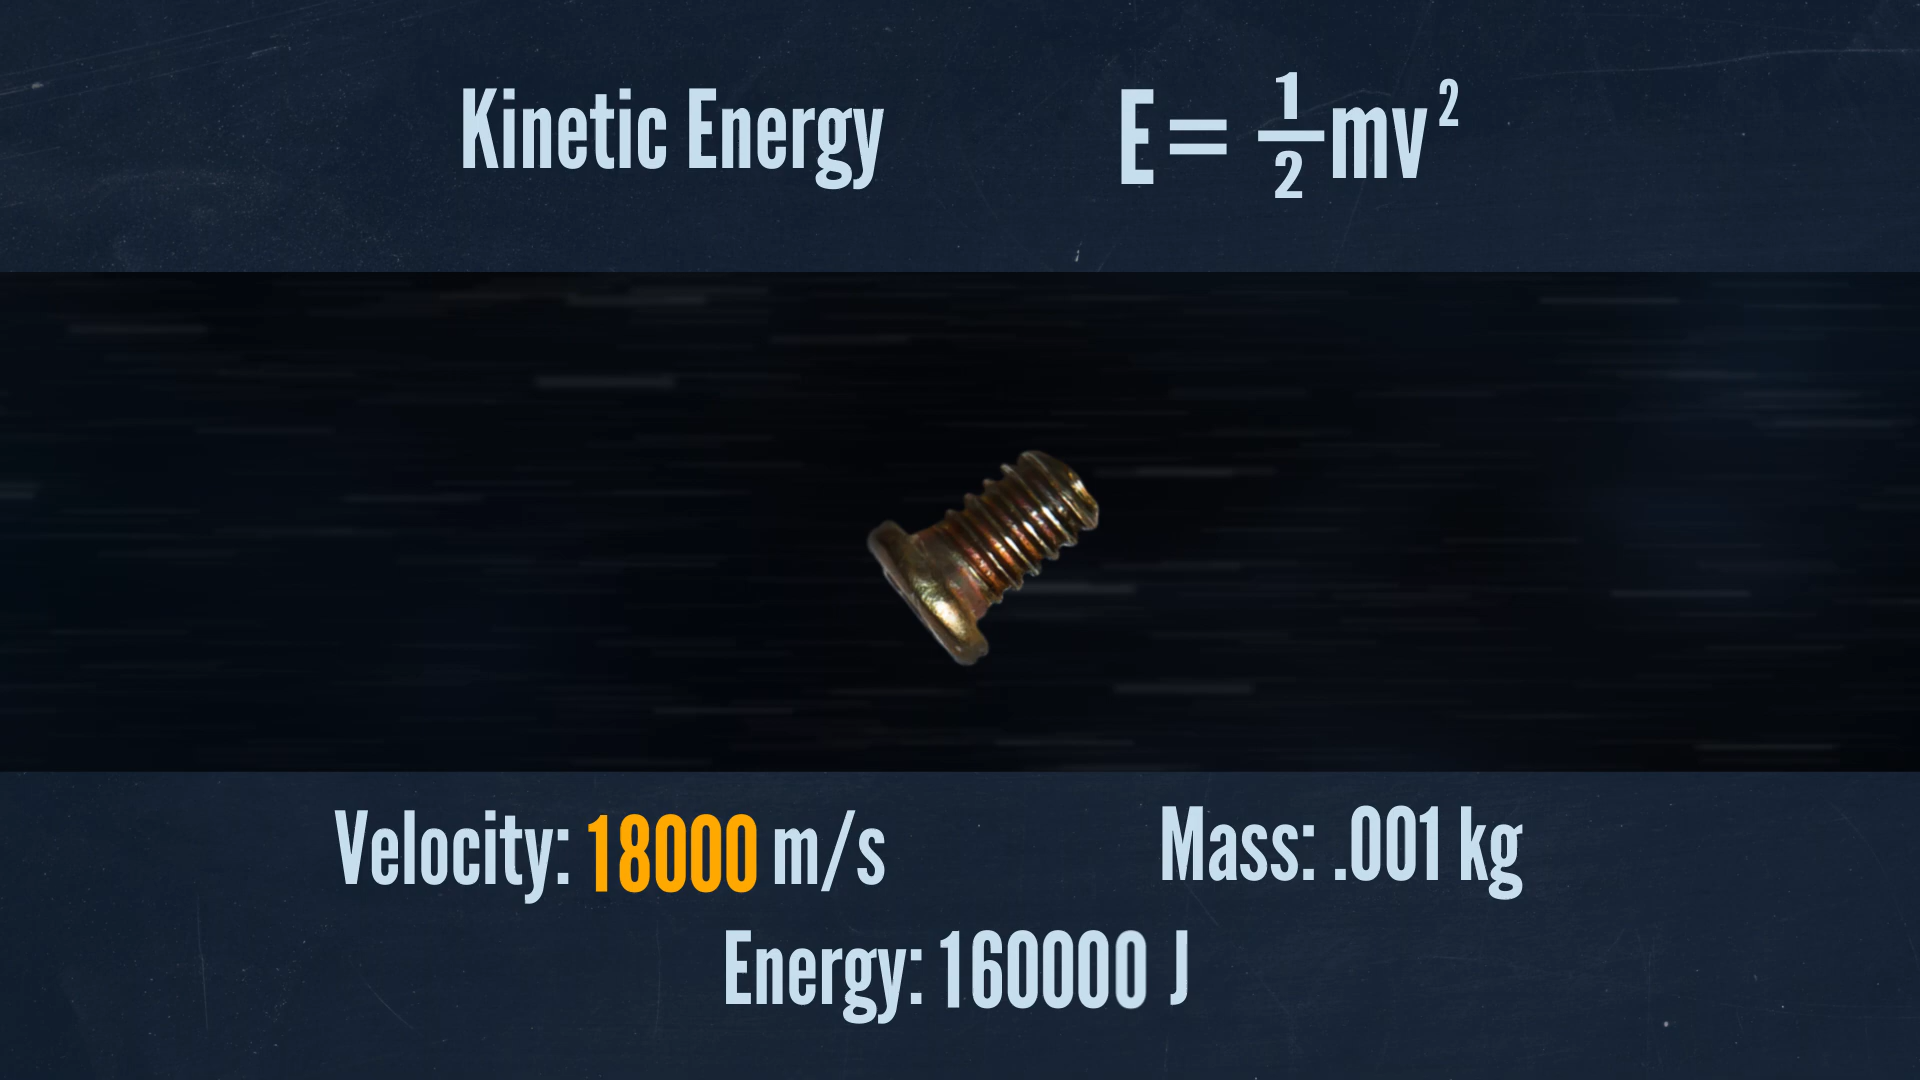 Kinetic Energy
E = 1/2 mv²
Velocity: 18000 m/s
Mass: .001 kg
Energy: 160000 J